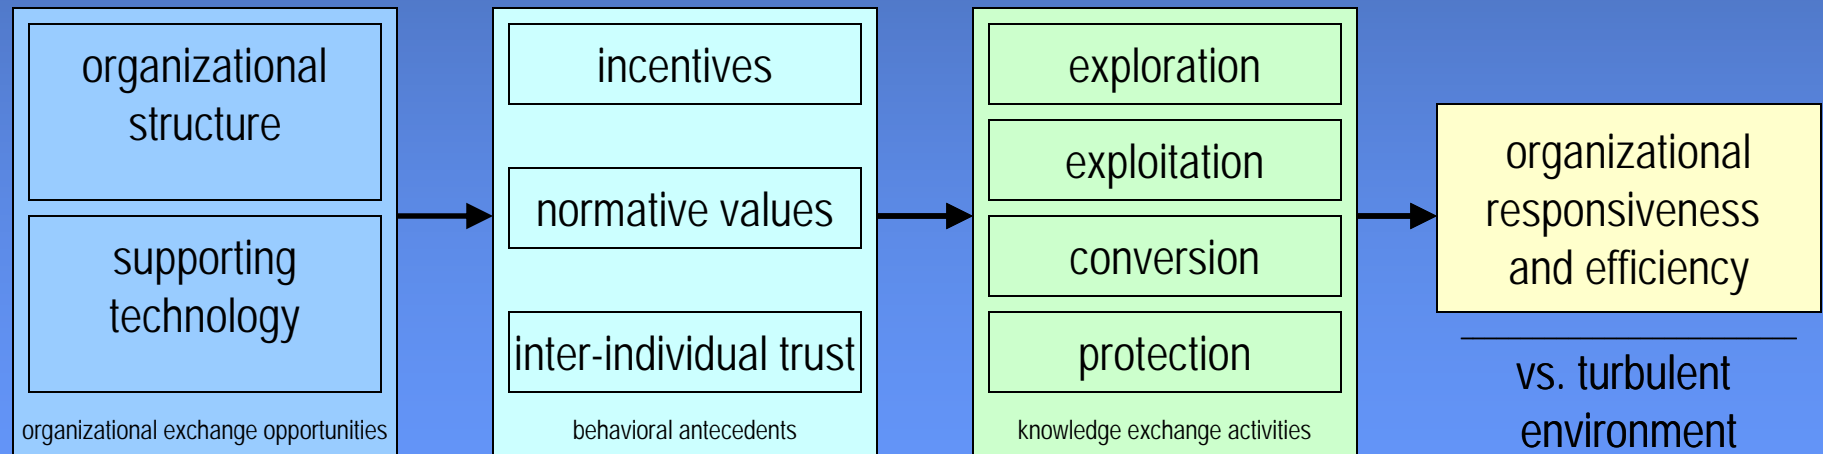 organizational
structure
supporting
technology
organizational exchange opportunities
incentives
normative values
inter-individual trust
behavioral antecedents
exploration
exploitation
conversion
protection
knowledge exchange activities
organizational
responsiveness
and efficiency
vs. turbulent
environment